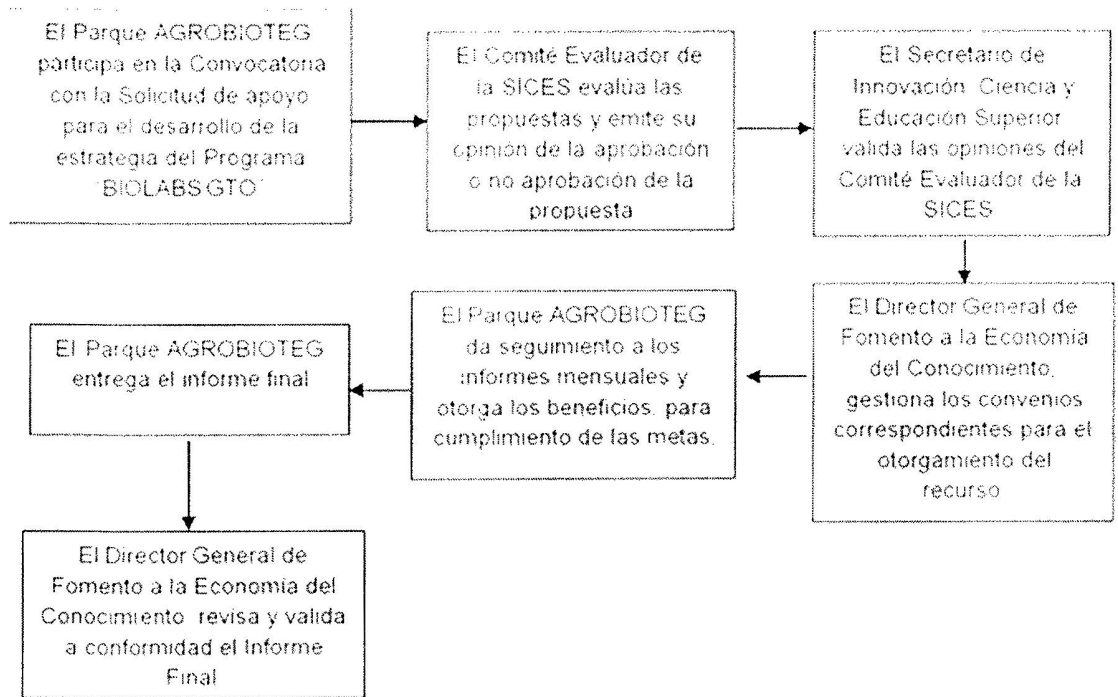 El Parque AGROBIOTEG
participa en la Convocatoria
con la Solicitud de apoyo
para el desarrollo de la
estrategia del Programa
"BIOLABS GTO"
El Comité Evaluador de
la SICES evalúa las
propuestas y emite su
opinión de la aprobación
o no aprobación de la
propuesta
El Secretario de
Innovación Ciencia y
Educación Superior
valida las opiniones del
Comité Evaluador de la
SICES
El Director General de
Fomento a la Economía
del Conocimiento,
gestiona los convenios
correspondientes para el
otorgamiento del
recurso
El Parque AGROBIOTEG
da seguimiento a los
informes mensuales y
otorga los beneficios, para
cumplimiento de las metas.
El Parque AGROBIOTEG
entrega el informe final
El Director General de
Fomento a la Economía del
Conocimiento revisa y valida
a conformidad el Informe
Final